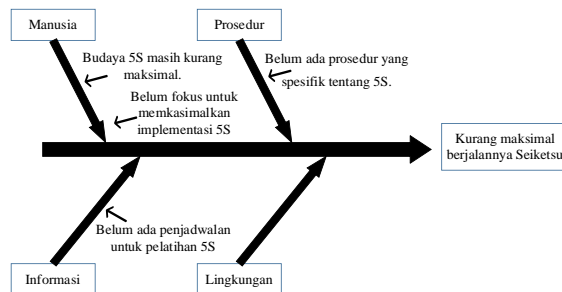 Manusia
Prosedur
Budaya 5S masih kurang
maksimal.
Belum ada prosedur yang
spesifik tentang 5S.
Belum fokus untuk
memkasimalkan
implementasi 5S
Kurang maksimal
berjalannya Seiketsu
Belum ada penjadwalan
untuk pelatihan 5S
Informasi
Lingkungan